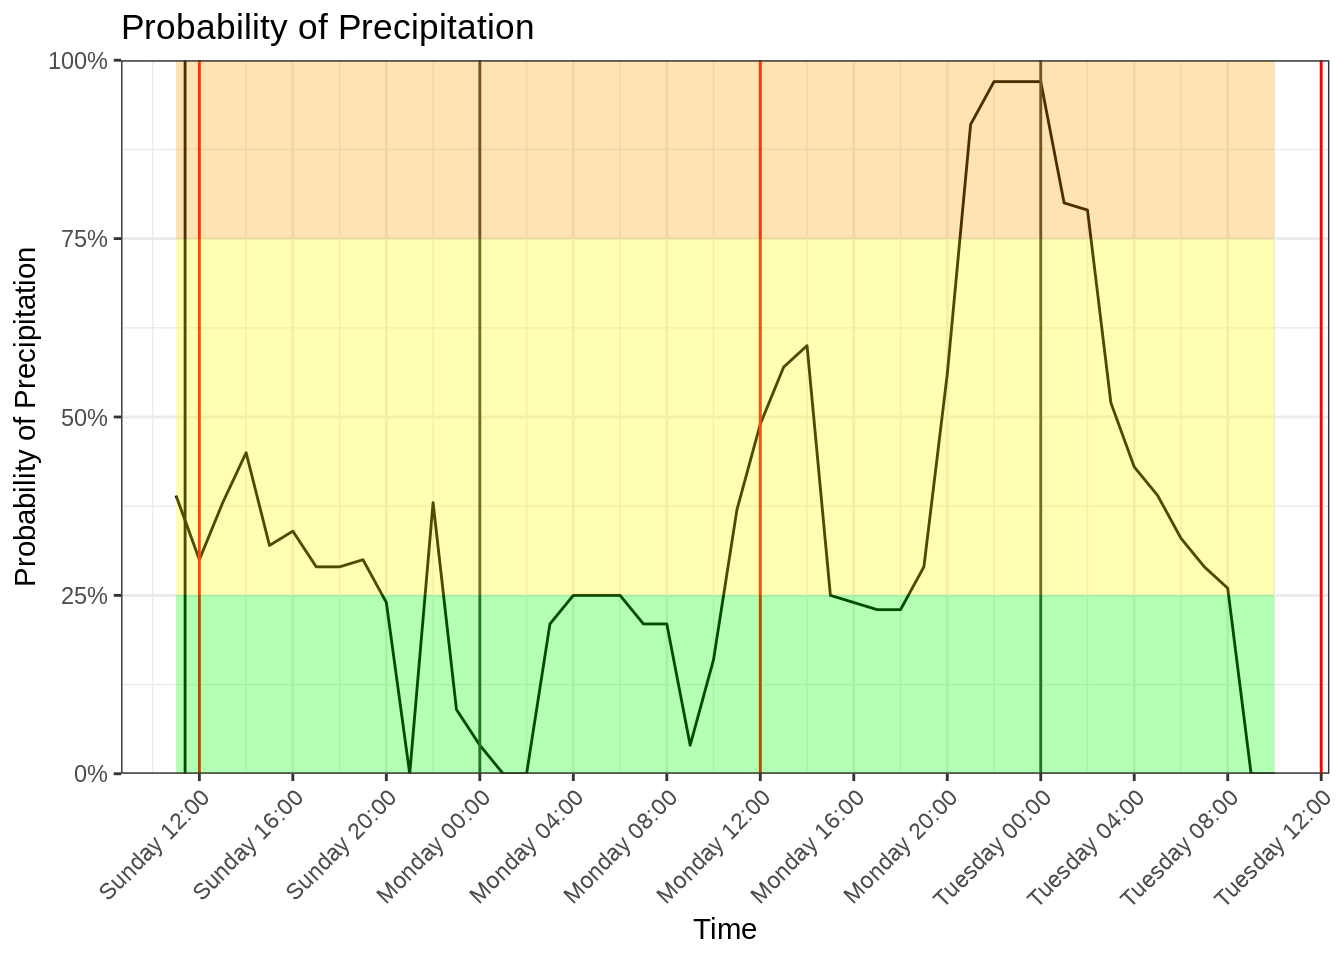 Probability of Precipitation
Probability of Precipitation
100%
75%
50%
25%
0%
Sunday 12:00
Sunday 16:00
Sunday 20:00
Monday 00:00
Monday 04:00
Monday 08:00
Monday 12:00
Monday 16:00
Monday 20:00
Tuesday 00:00
Tuesday 04:00
Tuesday 08:00
Tuesday 12:00
Time